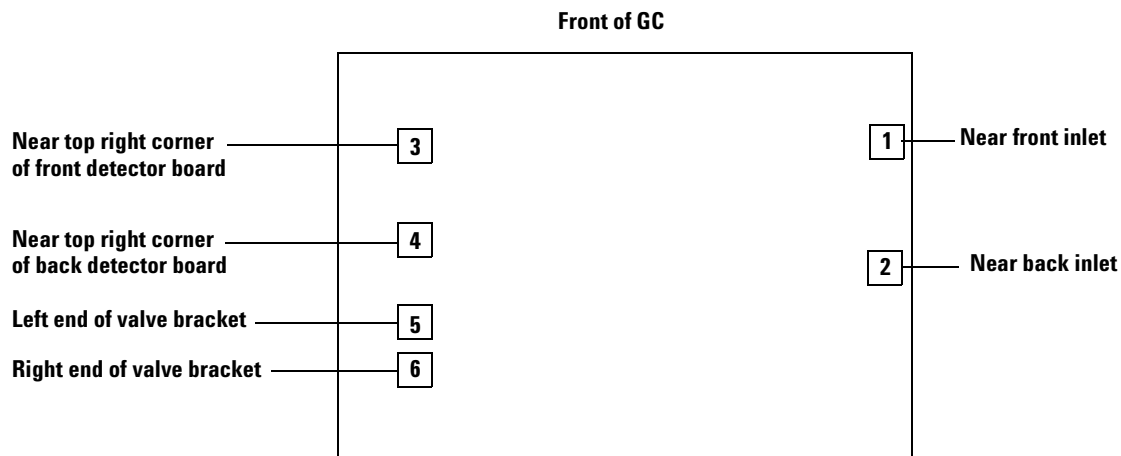 Front of GC
Near top right corner
of front detector board
3
1
Near front inlet
Near top right corner
of back detector board
4
2
Near back inlet
Left end of valve bracket
5
Right end of valve bracket
6